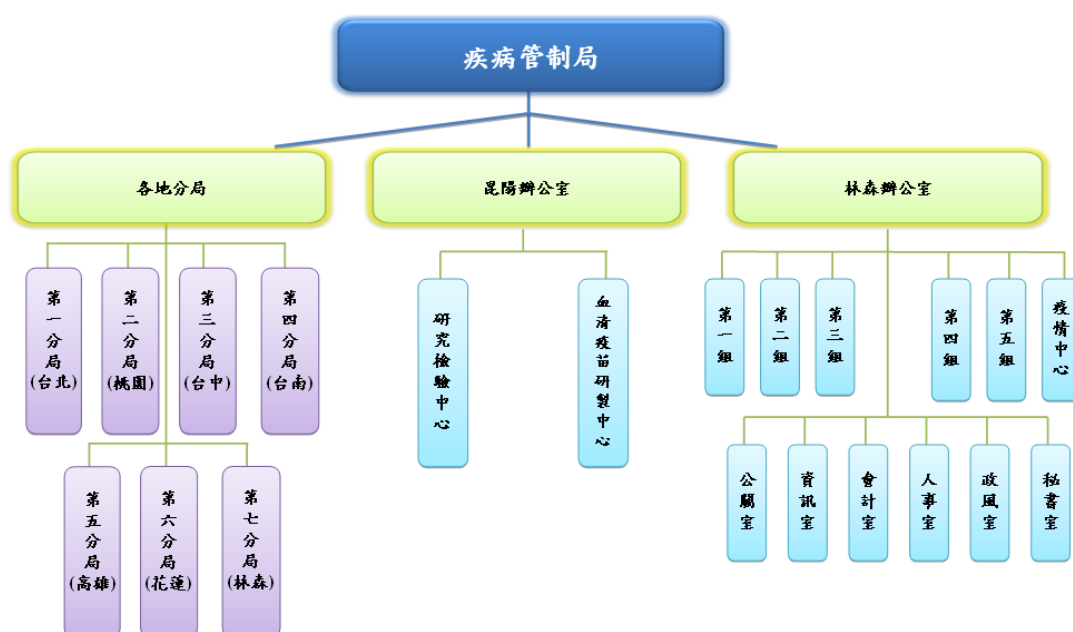 疾病管制局
各地分局
昆陽辦公室
林森辦公室
第一分局
(台北)
第二分局
(桃園)
第三分局
(台中)
第四分局
(台南)
第五分局
(高雄)
第六分局
(花蓮)
第七分局
(林森)
研究檢驗中心
血清疫苗研製中心
第一組
第二組
第三組
第四組
第五組
疫情中心
公關室
資訊室
會計室
人事室
政風室
秘書室